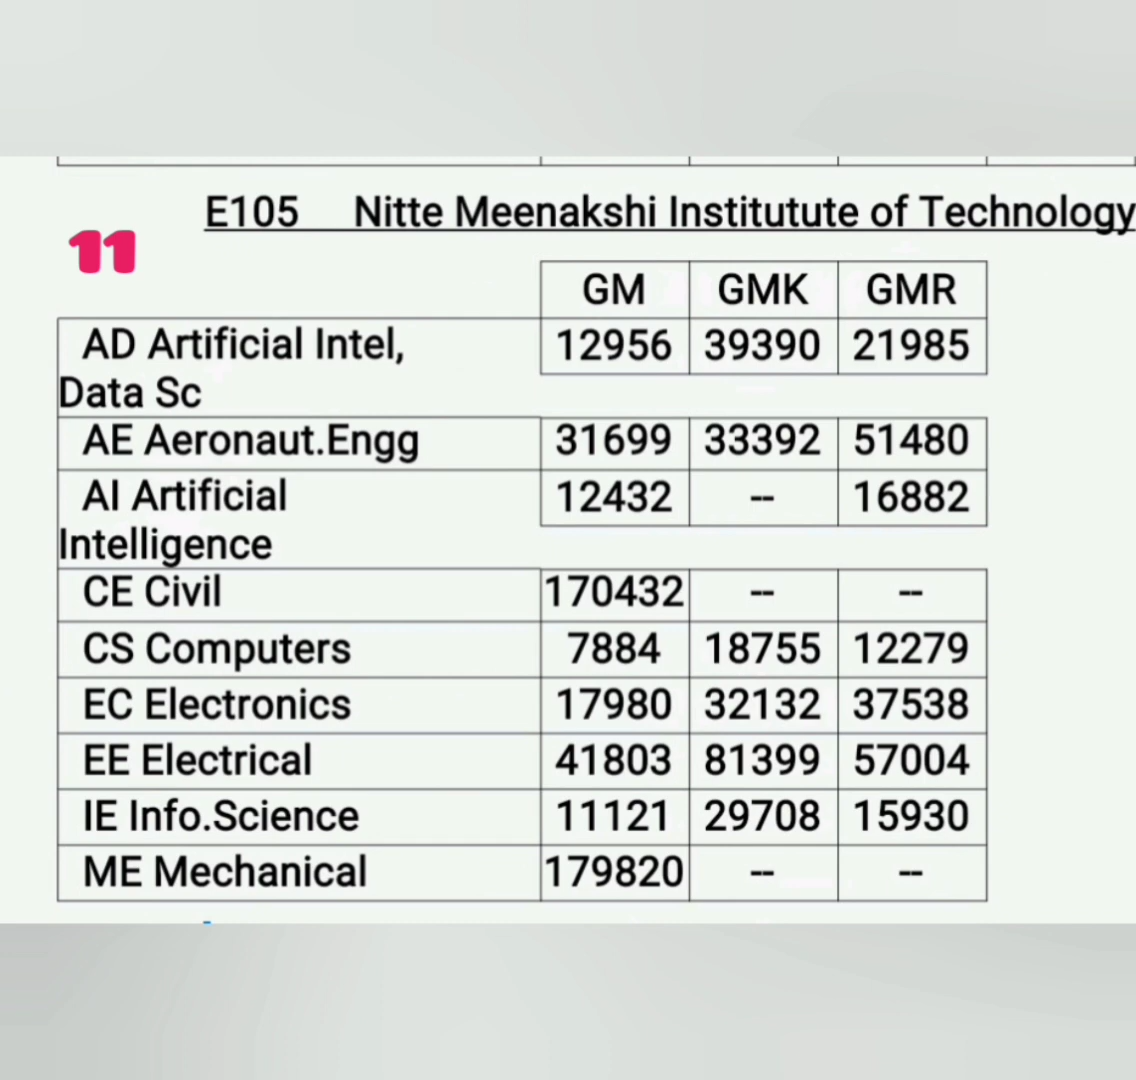 E105 Nitte Meenakshi Institutute of Technology
11
GM GMK GMR
AD Artificial Intel, 12956 39390 21985
Data Sc
AE Aeronaut.Engg 31699 33392 51480
AI Artificial 12432 -- 16882
Intelligence
CE Civil 170432 -- --
CS Computers 7884 18755 12279
EC Electronics 17980 32132 37538
EE Electrical 41803 81399 57004
IE Info.Science 11121 29708 15930
ME Mechanical 179820 -- --